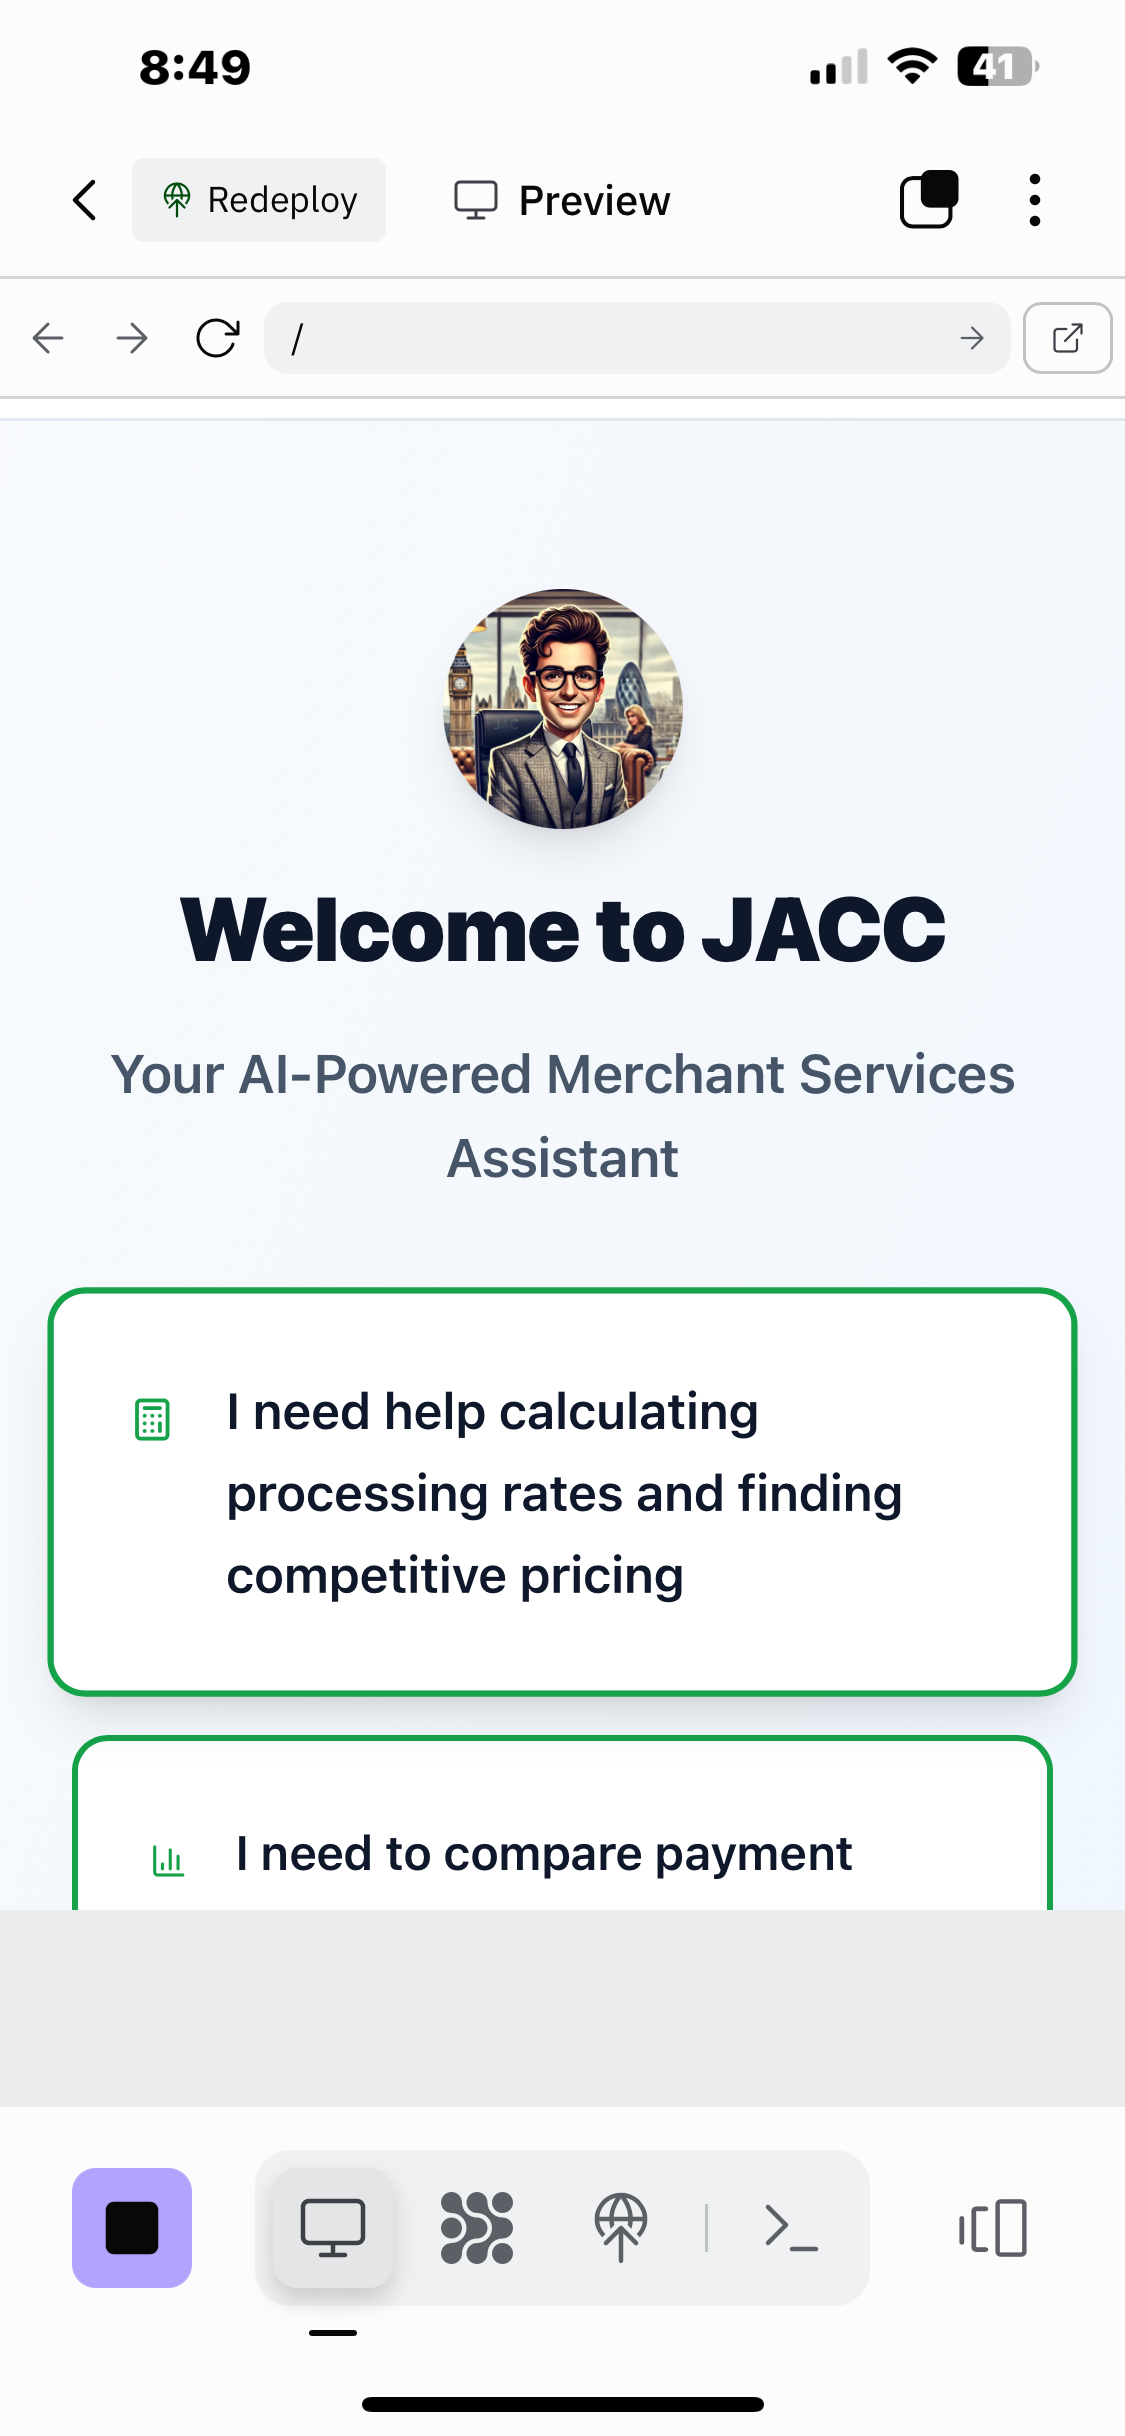 8:49
41
Redeploy
Preview
/
JAC
Welcome to JACC
Your AI-Powered Merchant Services
Assistant
I need help calculating
processing rates and finding
competitive pricing
I need to compare payment